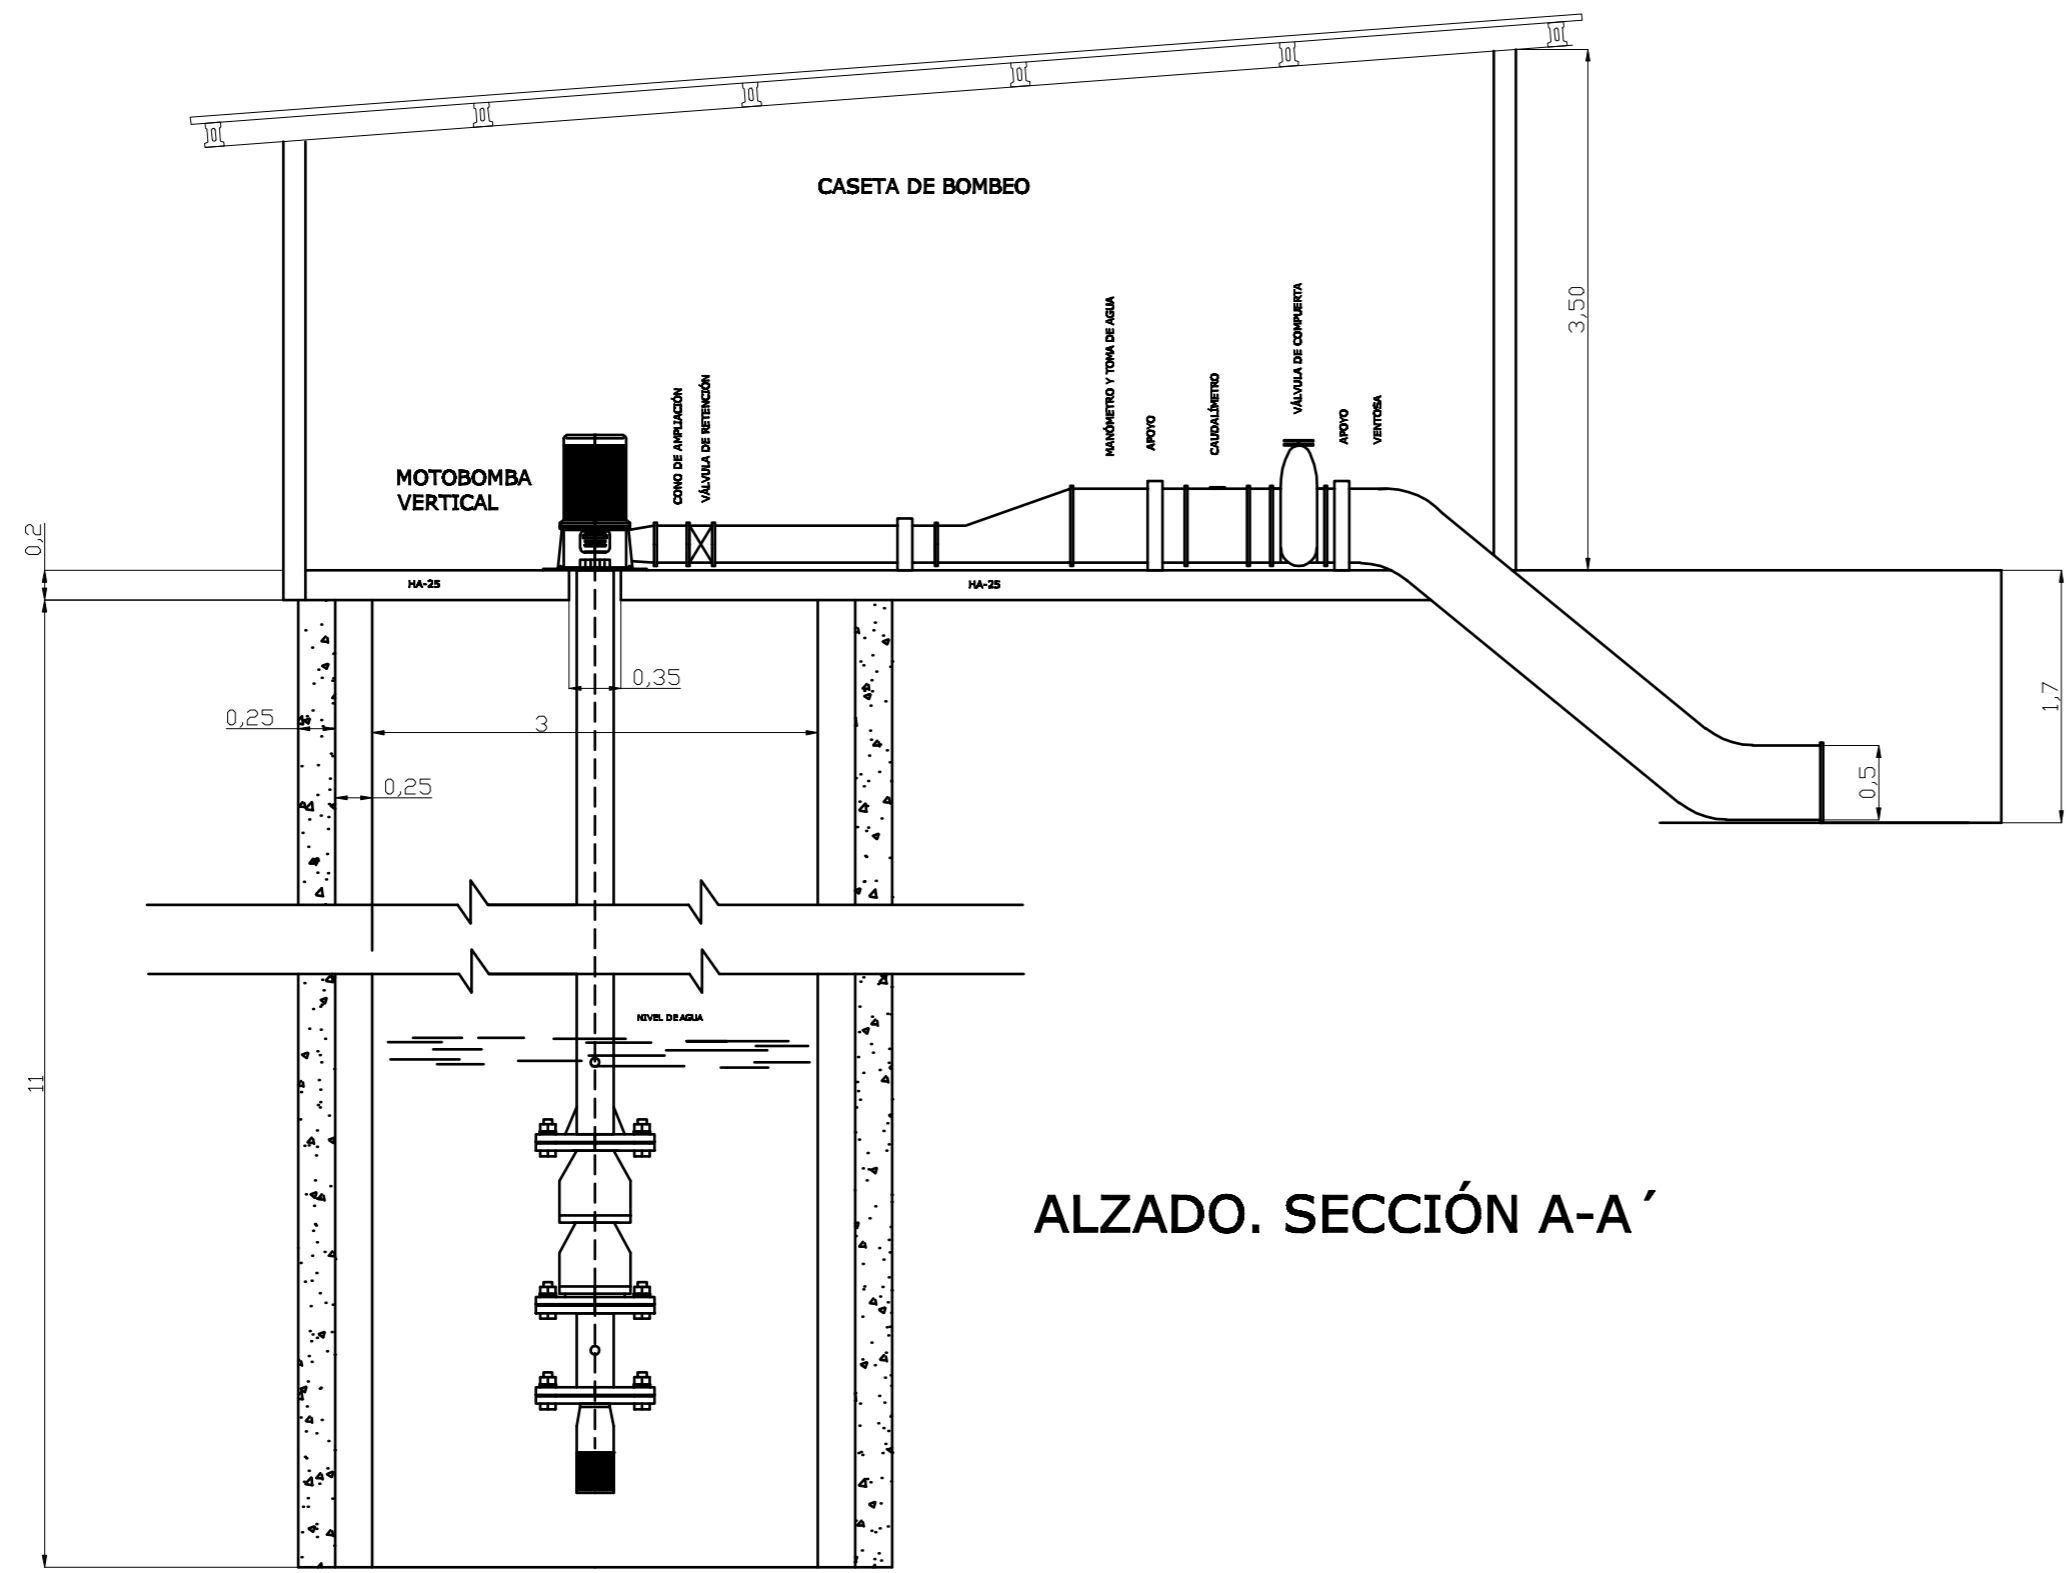 CASETA DE BOMBEO
3,50
MANÓMETRO Y TOMA DE AGUA
APOYO
CAUDALÍMETRO
VÁLVULA DE COMPUERTA
APOYO
VENTOSA
CONO DE AMPLIACIÓN
VÁLVULA DE RETENCIÓN
MOTOBOMBA
VERTICAL
0,2
HA-25
HA-25
0,35
0,25
3
0,25
1,7
0,5
NIVEL DE AGUA
11
ALZADO. SECCIÓN A-A´